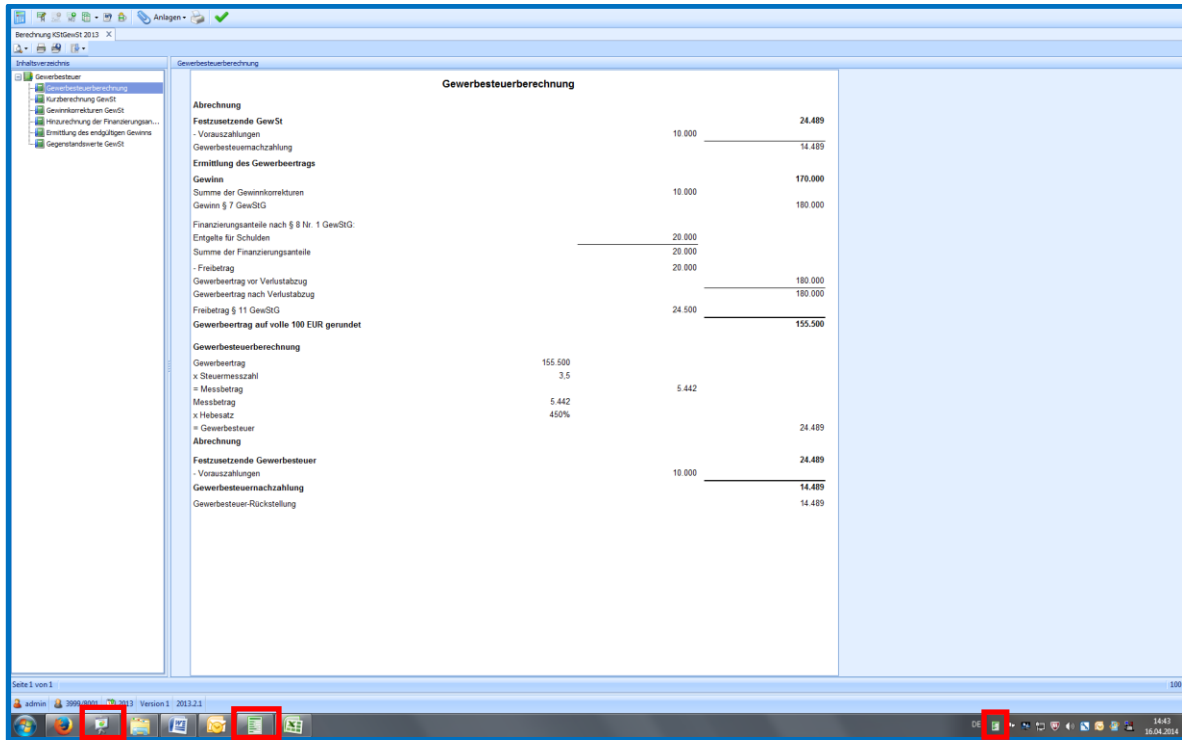 Anlagen
Berechnung KStGewSt 2013 X
Inhaltsverzeichnis
Gewerbesteuerberechnung
Gewerbesteuer
Gewerbesteuerberechnung
Kurzberechnung GewSt
Gewinnkorrekturen GewSt
Hinzurechnung der Finanzierungsan...
Ermittlung des endgültigen Gewinns
Gegenstandswerte GewSt
Gewerbesteuerberechnung
Abrechnung
Festzusetzende GewSt 24.489
- Vorauszahlungen 10.000
Gewerbesteuernachzahlung 14.489
Ermittlung des Gewerbeertrags
Gewinn 170.000
Summe der Gewinnkorrekturen 10.000
Gewinn § 7 GewStG 180.000
Finanzierungsanteile nach § 8 Nr. 1 GewStG:
Entgelte für Schulden 20.000
Summe der Finanzierungsanteile 20.000
- Freibetrag 20.000
Gewerbeertrag vor Verlustabzug 180.000
Gewerbeertrag nach Verlustabzug 180.000
Freibetrag § 11 GewStG 24.500
Gewerbeertrag auf volle 100 EUR gerundet 155.500
Gewerbesteuerberechnung
Gewerbeertrag 155.500
x Steuermesszahl 3,5
= Messbetrag 5.442
Messbetrag 5.442
x Hebesatz 450%
= Gewerbesteuer 24.489
Abrechnung
Festzusetzende Gewerbesteuer 24.489
- Vorauszahlungen 10.000
Gewerbesteuernachzahlung 14.489
Gewerbesteuer-Rückstellung 14.489
Seite 1 von 1 100
admin 3999/8001 2013 Version 1 2013.2.1
DE 14:43
16.04.2014